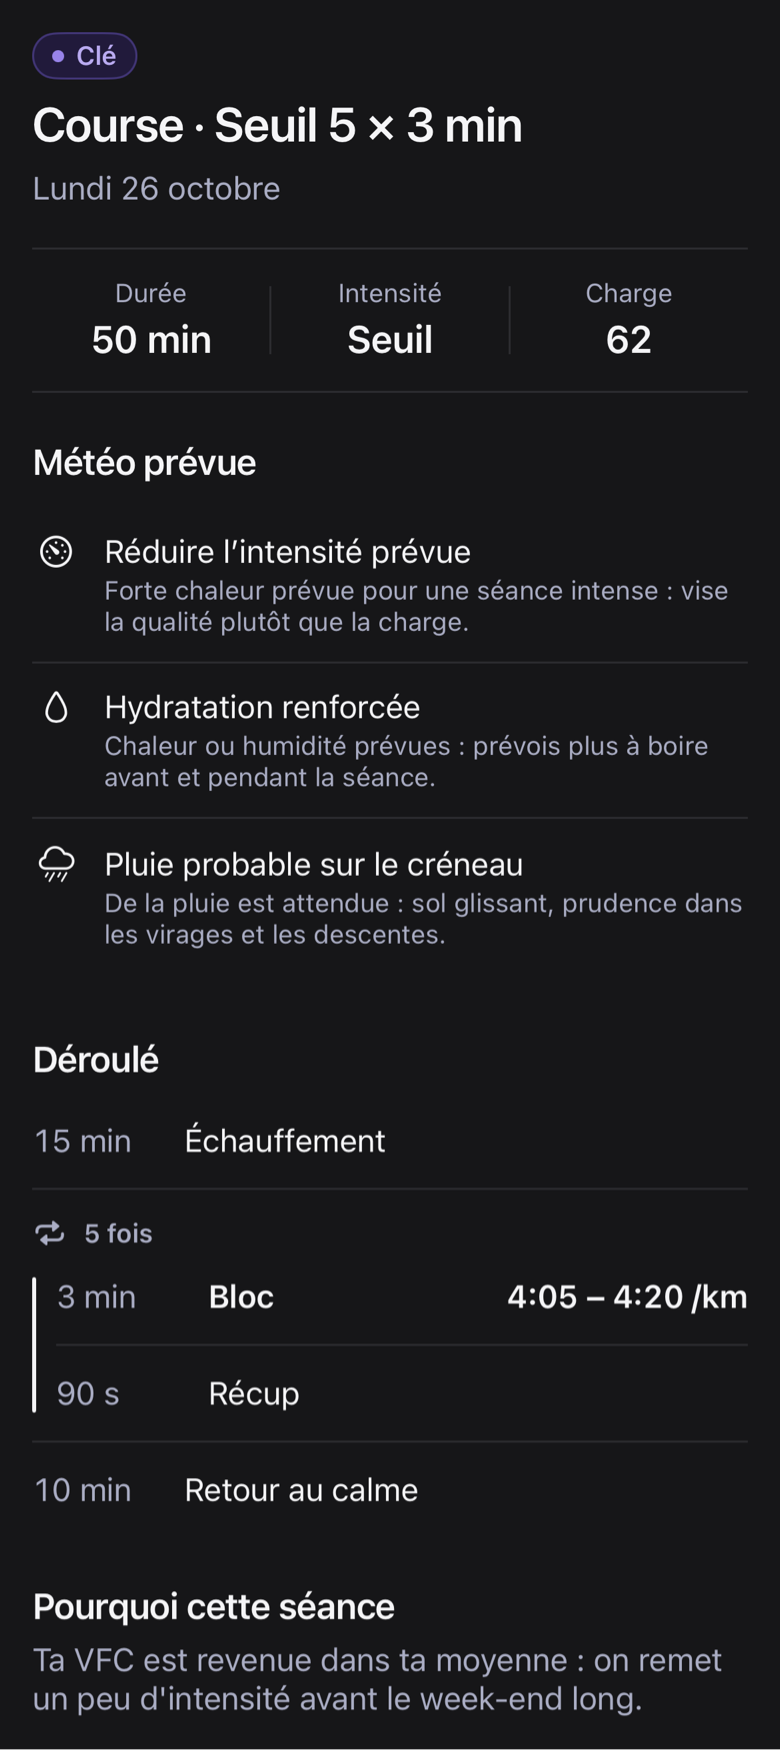 Clé
Course · Seuil 5 × 3 min
Lundi 26 octobre
Durée
50 min
Intensité
Seuil
Charge
62
Météo prévue
Réduire l’intensité prévue
Forte chaleur prévue pour une séance intense : vise
la qualité plutôt que la charge.
Hydratation renforcée
Chaleur ou humidité prévues : prévois plus à boire
avant et pendant la séance.
Pluie probable sur le créneau
De la pluie est attendue : sol glissant, prudence dans
les virages et les descentes.
Déroulé
15 min Échauffement
5 fois
3 min Bloc 4:05 – 4:20 /km
90 s Récup
10 min Retour au calme
Pourquoi cette séance
Ta VFC est revenue dans ta moyenne : on remet
un peu d'intensité avant le week-end long.